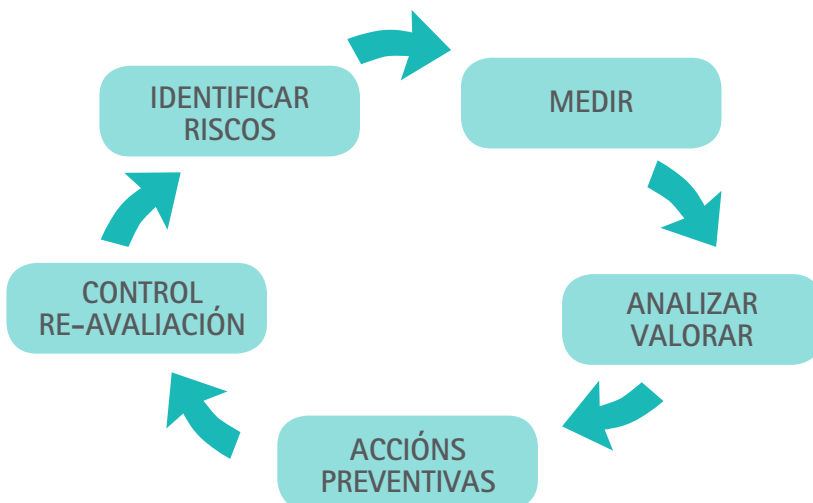 IDENTIFICAR
RISCOS
MEDIR
ANALIZAR
VALORAR
ACCIÓNS
PREVENTIVAS
CONTROL
RE-AVALIACIÓN